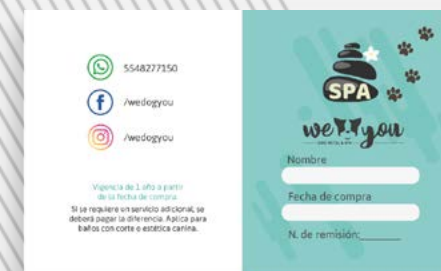 5548277150
/wedogyou
/wedogyou
Vigencia de 1 año a partir
de la fecha de compra
Si se requiere un servicio adicional, se
deberá pagar la diferencia. Aplica para
baños con corte o estética canina.
SPA
we you
Nombre
Fecha de compra
N. de remisión:______